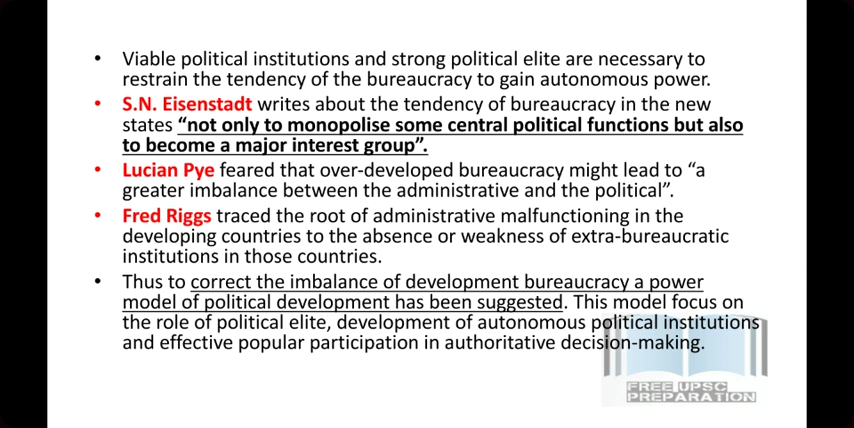 • Viable political institutions and strong political elite are necessary to
restrain the tendency of the bureaucracy to gain autonomous power.
• S.N. Eisenstadt writes about the tendency of bureaucracy in the new
states “not only to monopolise some central political functions but also
to become a major interest group”.
• Lucian Pye feared that over-developed bureaucracy might lead to “a
greater imbalance between the administrative and the political”.
• Fred Riggs traced the root of administrative malfunctioning in the
developing countries to the absence or weakness of extra-bureaucratic
institutions in those countries.
• Thus to correct the imbalance of development bureaucracy a power
model of political development has been suggested. This model focus on
the role of political elite, development of autonomous political institutions
and effective popular participation in authoritative decision-making.
FREE UPSC
PREPARATION